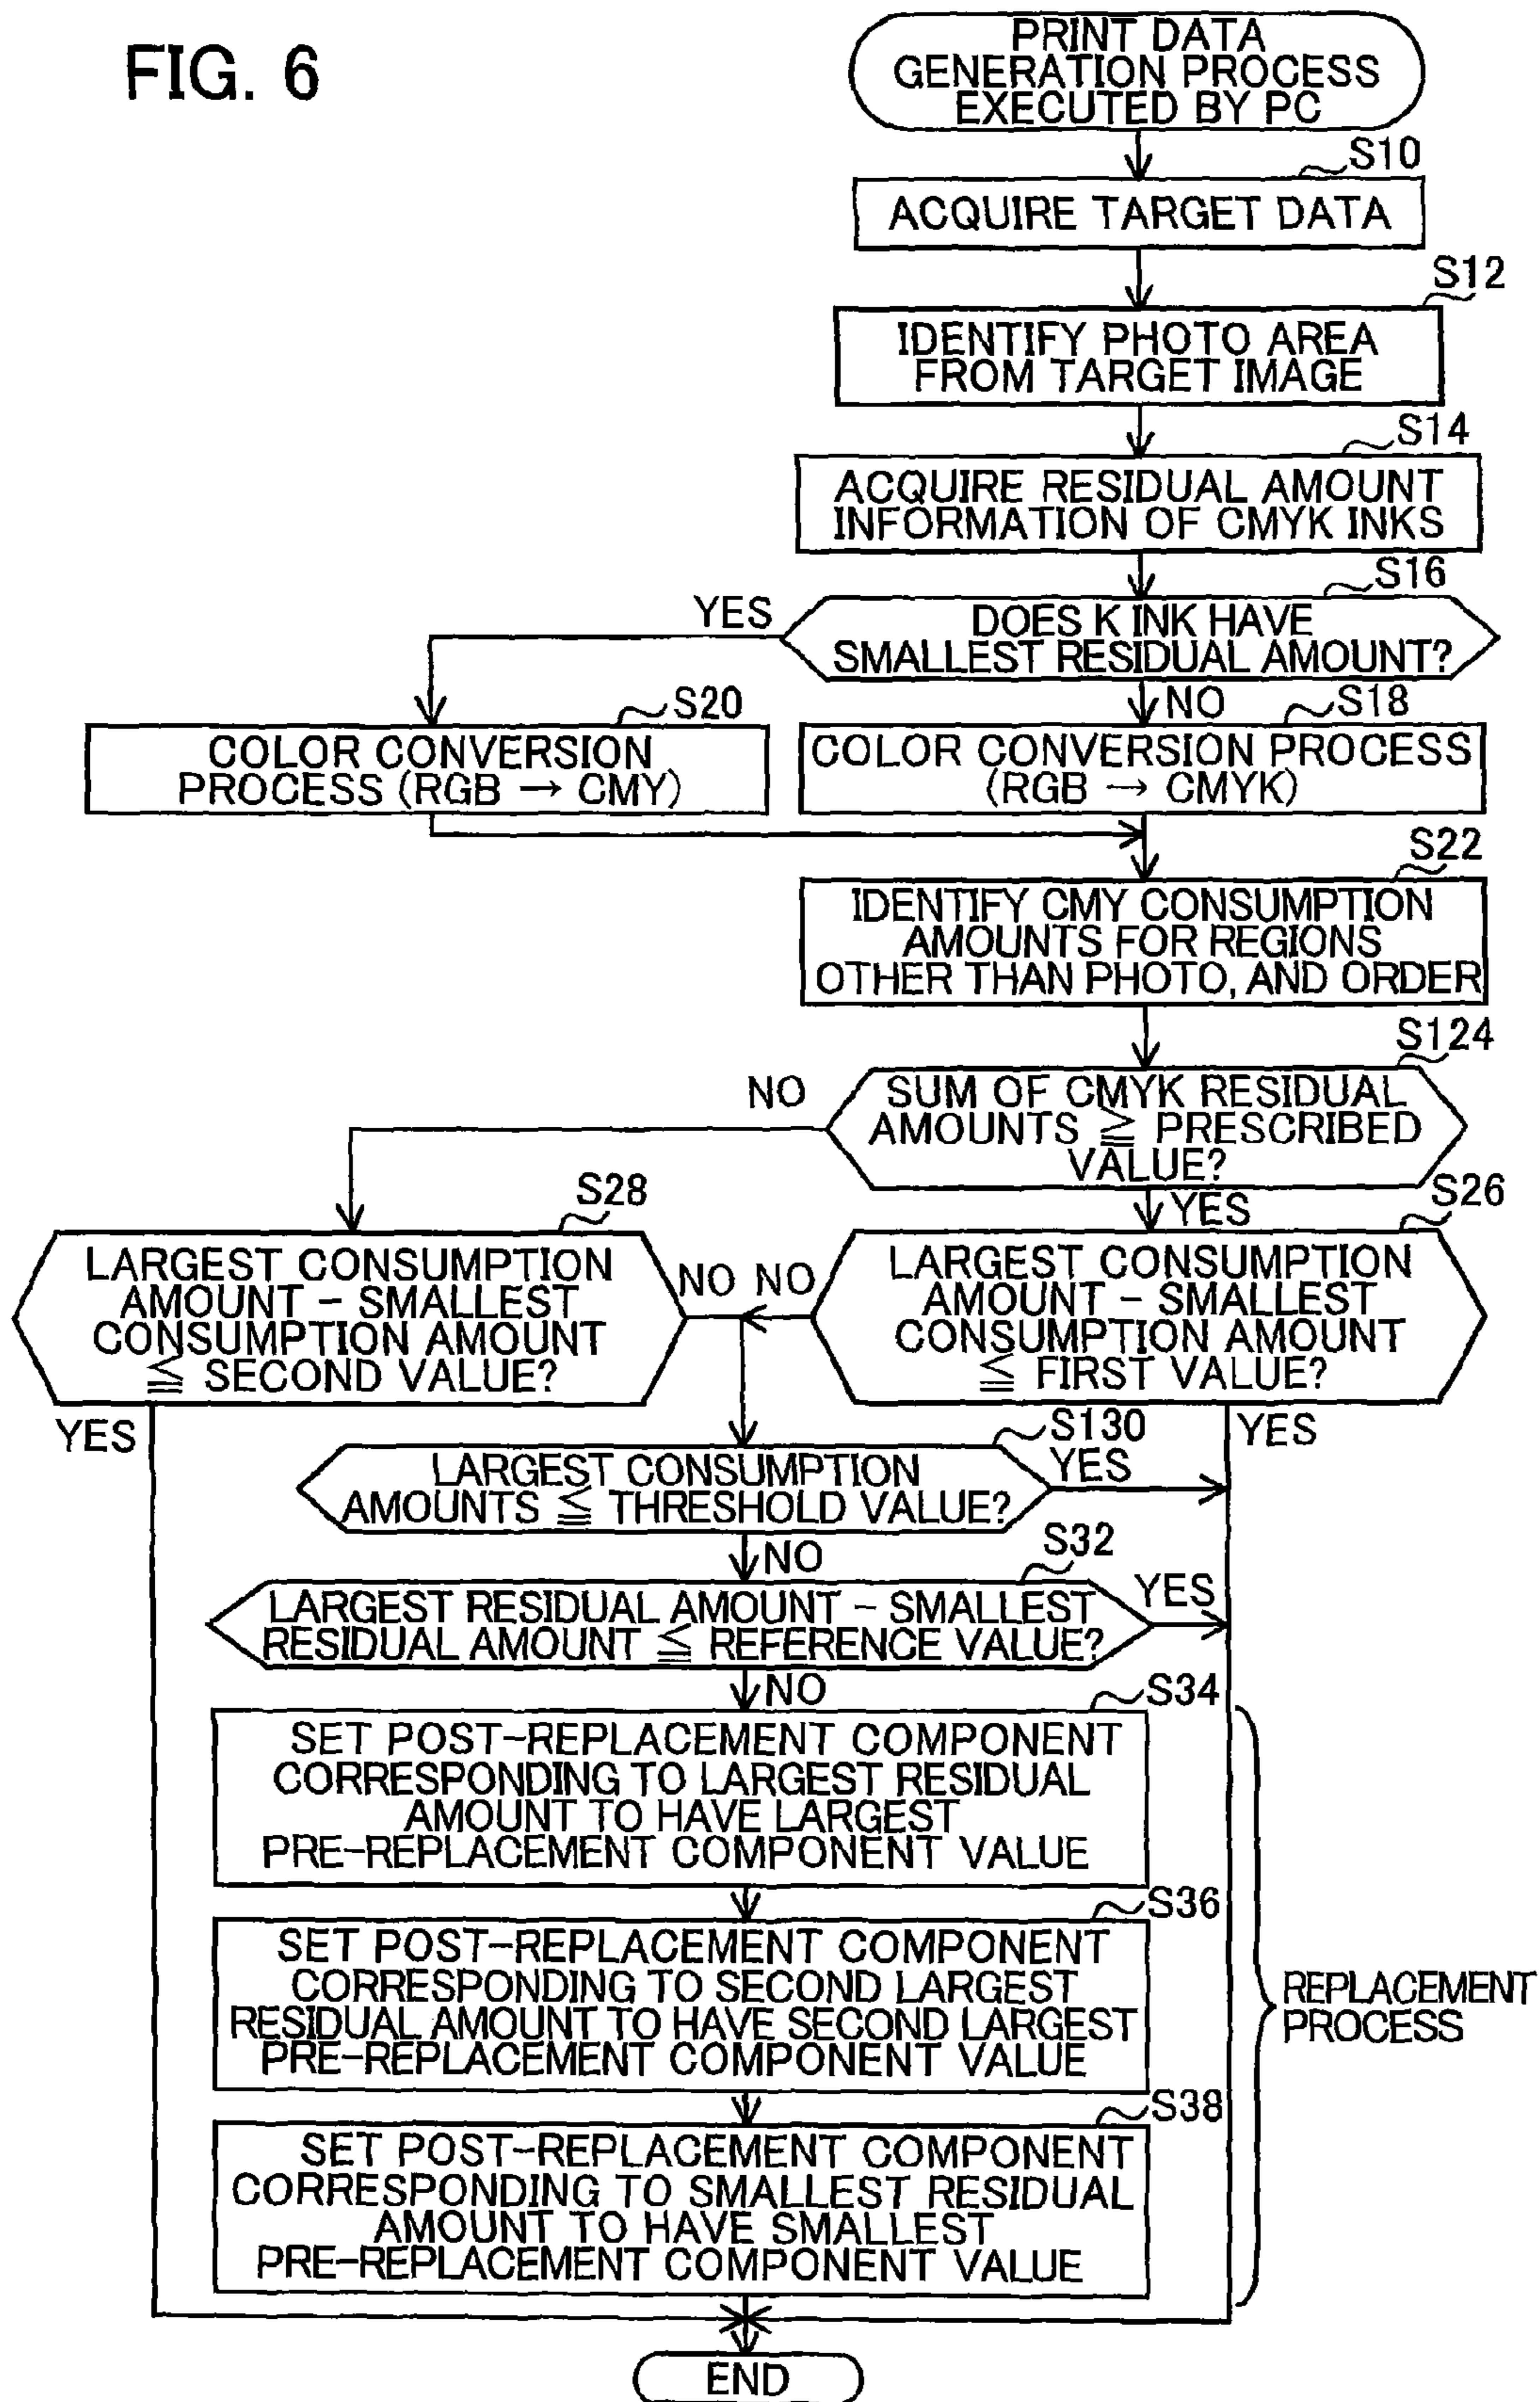 FIG. 6
PRINT DATA
GENERATION PROCESS
EXECUTED BY PC
S10
ACQUIRE TARGET DATA
S12
IDENTIFY PHOTO AREA
FROM TARGET IMAGE
S14
ACQUIRE RESIDUAL AMOUNT
INFORMATION OF CMYK INKS
S16
YES
DOES K INK HAVE
SMALLEST RESIDUAL AMOUNT?
NO
S20
COLOR CONVERSION
PROCESS (RGB → CMY)
S18
COLOR CONVERSION PROCESS
(RGB → CMYK)
S22
IDENTIFY CMY CONSUMPTION
AMOUNTS FOR REGIONS
OTHER THAN PHOTO, AND ORDER
S124
NO
SUM OF CMYK RESIDUAL
AMOUNTS ≧ PRESCRIBED
VALUE?
YES
S28
LARGEST CONSUMPTION
AMOUNT – SMALLEST
CONSUMPTION AMOUNT
≦ SECOND VALUE?
NO
YES
S26
NO
LARGEST CONSUMPTION
AMOUNT – SMALLEST
CONSUMPTION AMOUNT
≦ FIRST VALUE?
YES
S130
LARGEST CONSUMPTION
AMOUNTS ≦ THRESHOLD VALUE?
YES
NO
S32
LARGEST RESIDUAL AMOUNT – SMALLEST
RESIDUAL AMOUNT ≦ REFERENCE VALUE?
YES
NO
S34
SET POST-REPLACEMENT COMPONENT
CORRESPONDING TO LARGEST RESIDUAL
AMOUNT TO HAVE LARGEST
PRE-REPLACEMENT COMPONENT VALUE
S36
SET POST-REPLACEMENT COMPONENT
CORRESPONDING TO SECOND LARGEST
RESIDUAL AMOUNT TO HAVE SECOND LARGEST
PRE-REPLACEMENT COMPONENT VALUE
REPLACEMENT
PROCESS
S38
SET POST-REPLACEMENT COMPONENT
CORRESPONDING TO SMALLEST RESIDUAL
AMOUNT TO HAVE SMALLEST
PRE-REPLACEMENT COMPONENT VALUE
END